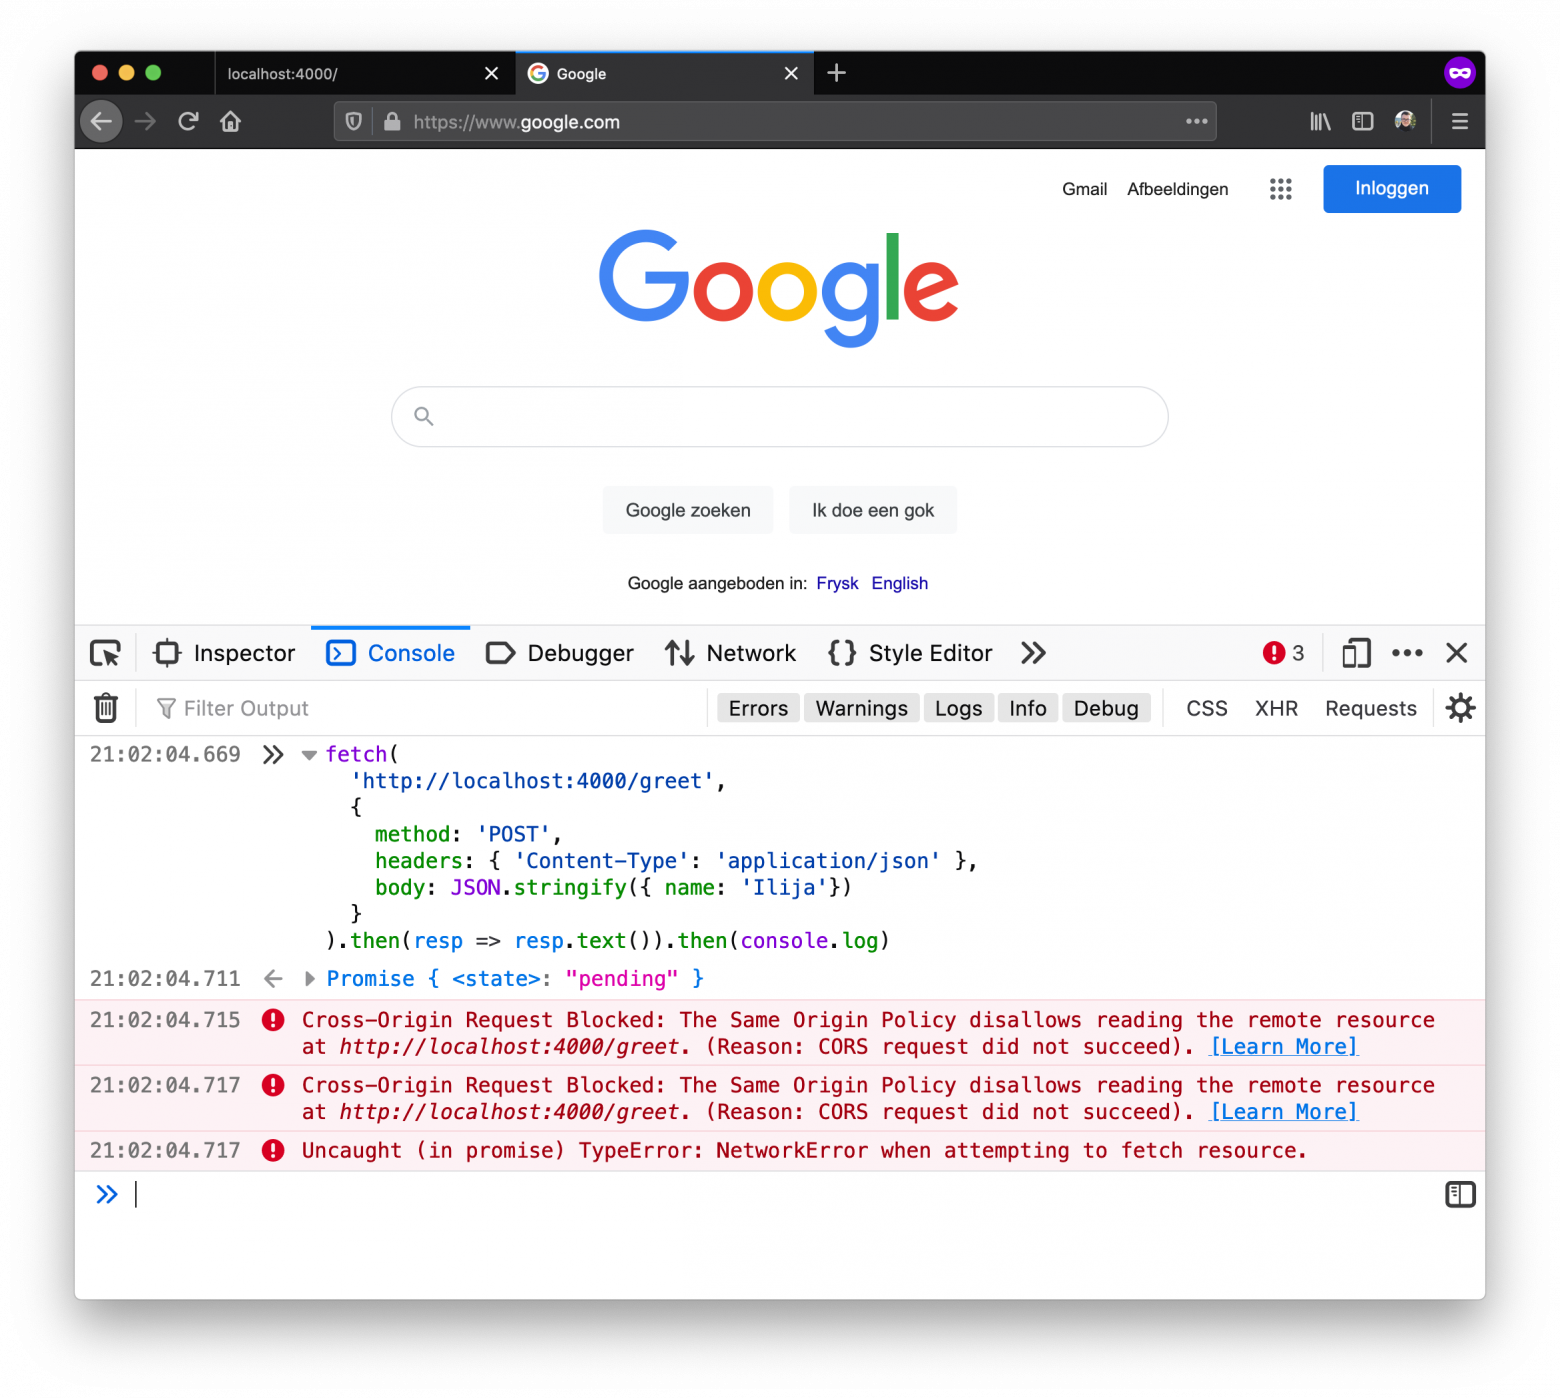 localhost:4000/
Google
https://www.google.com
Gmail Afbeeldingen Inloggen
Google
Google zoeken Ik doe een gok
Google aangeboden in: Frysk English
Inspector Console Debugger Network Style Editor 3
Filter Output Errors Warnings Logs Info Debug CSS XHR Requests
21:02:04.669 fetch(
'http://localhost:4000/greet',
{
method: 'POST',
headers: { 'Content-Type': 'application/json' },
body: JSON.stringify({ name: 'Ilija'})
}
).then(resp => resp.text()).then(console.log)
21:02:04.711 Promise { <state>: "pending" }
21:02:04.715 Cross-Origin Request Blocked: The Same Origin Policy disallows reading the remote resource
at http://localhost:4000/greet. (Reason: CORS request did not succeed). [Learn More]
21:02:04.717 Cross-Origin Request Blocked: The Same Origin Policy disallows reading the remote resource
at http://localhost:4000/greet. (Reason: CORS request did not succeed). [Learn More]
21:02:04.717 Uncaught (in promise) TypeError: NetworkError when attempting to fetch resource.